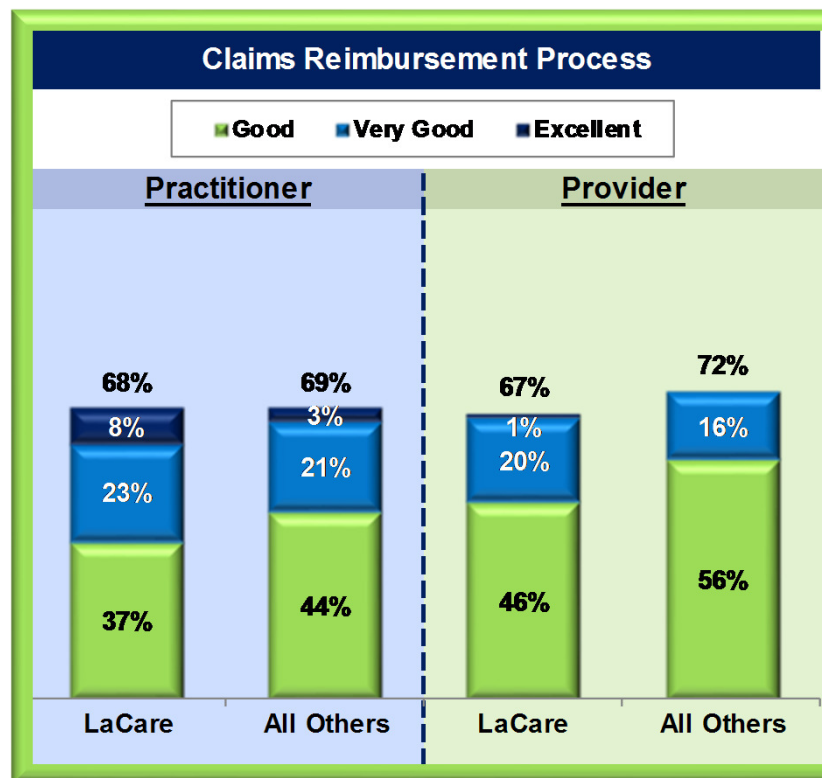 Claims Reimbursement Process
Good Very Good Excellent
Practitioner Provider
68% 69% 67% 72%
8% 3% 1% 16%
23% 21% 20%
37% 44% 46% 56%
LaCare All Others LaCare All Others